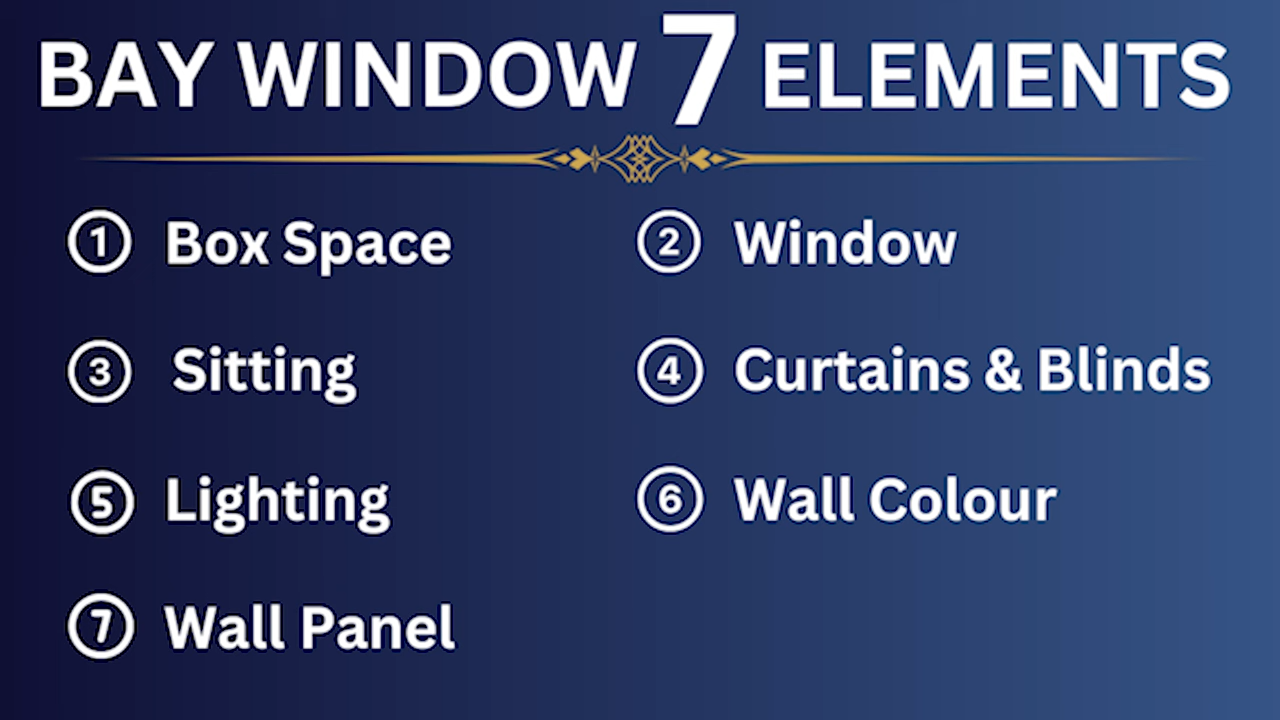 BAY WINDOW 7 ELEMENTS
1 Box Space
2 Window
3 Sitting
4 Curtains & Blinds
5 Lighting
6 Wall Colour
7 Wall Panel